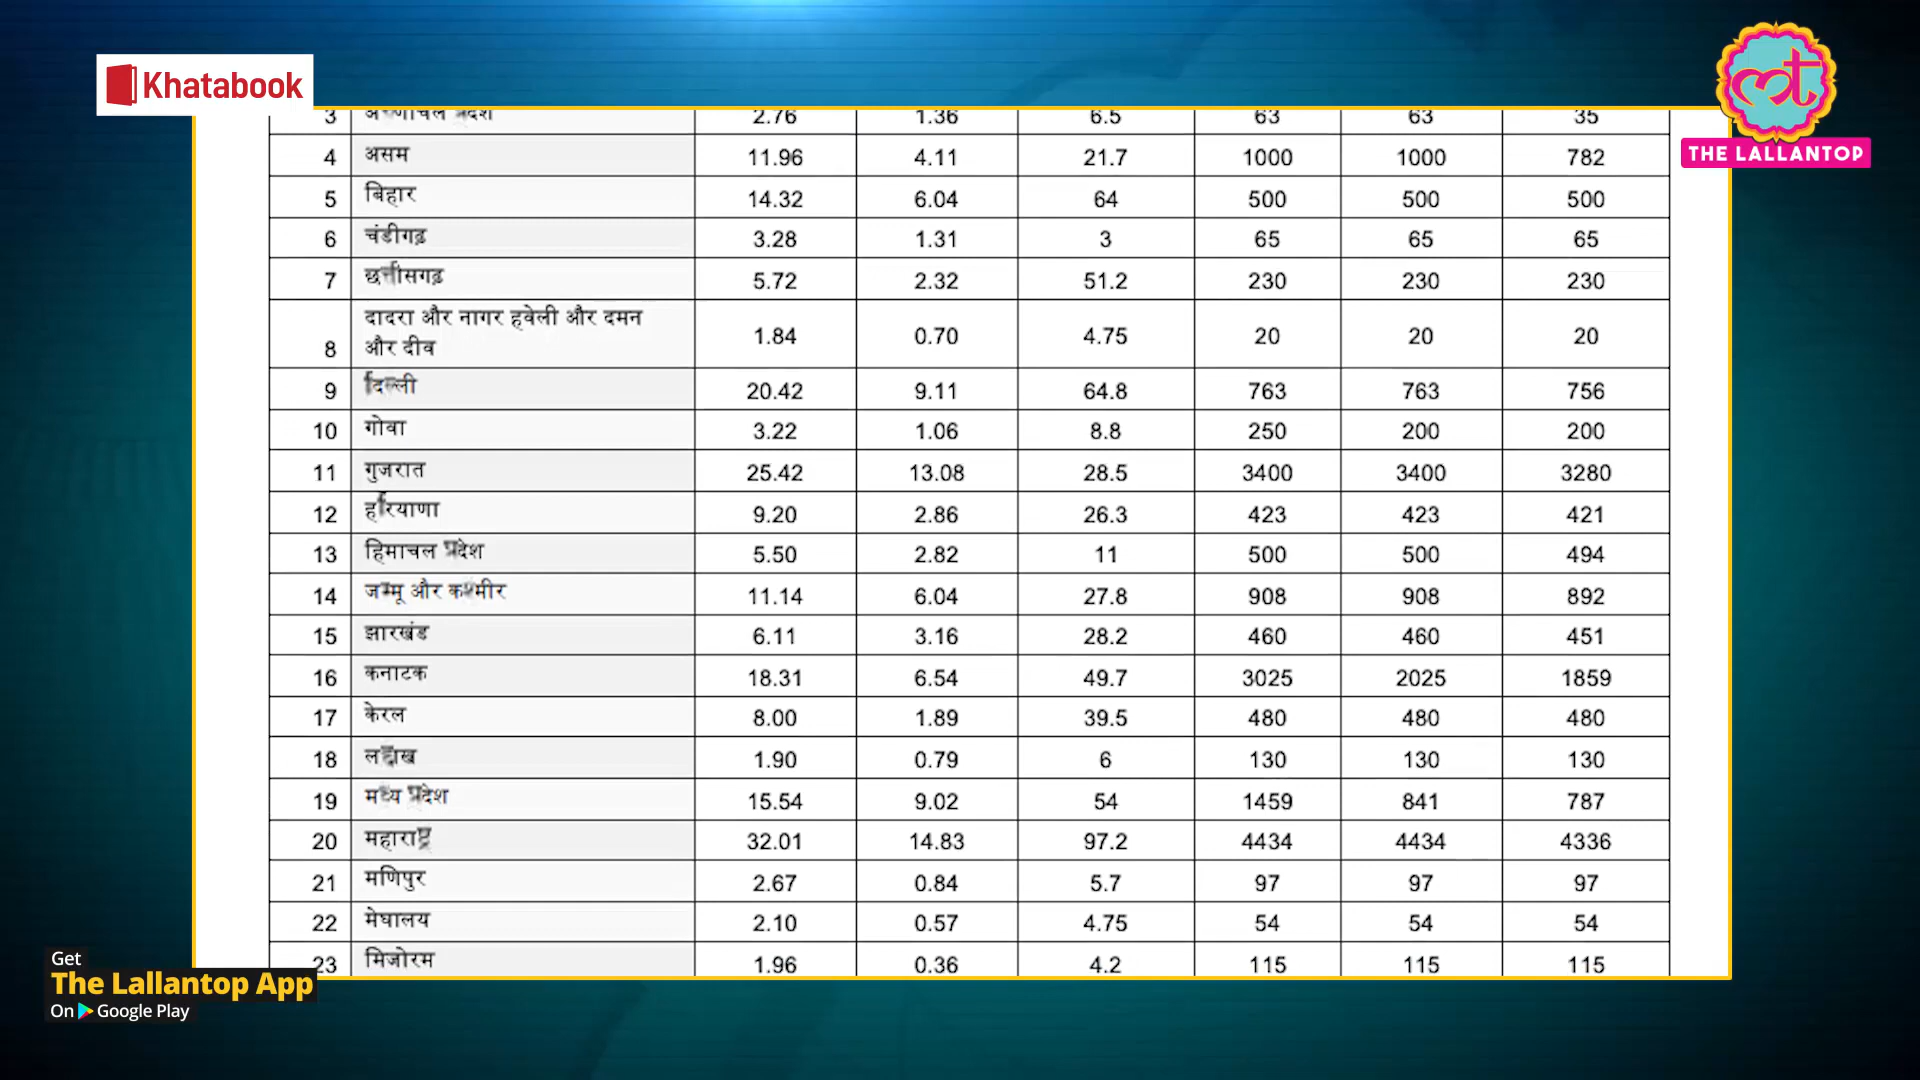 Khatabook
THE LALLANTOP
3 अरुणाचल प्रदेश 2.76 1.36 6.5 63 63 35
4 असम 11.96 4.11 21.7 1000 1000 782
5 बिहार 14.32 6.04 64 500 500 500
6 चंडीगढ़ 3.28 1.31 3 65 65 65
7 छत्तीसगढ़ 5.72 2.32 51.2 230 230 230
दादरा और नागर हवेली और दमन
8 और दीव 1.84 0.70 4.75 20 20 20
9 दिल्ली 20.42 9.11 64.8 763 763 756
10 गोवा 3.22 1.06 8.8 250 200 200
11 गुजरात 25.42 13.08 28.5 3400 3400 3280
12 हरियाणा 9.20 2.86 26.3 423 423 421
13 हिमाचल प्रदेश 5.50 2.82 11 500 500 494
14 जम्मू और कश्मीर 11.14 6.04 27.8 908 908 892
15 झारखंड 6.11 3.16 28.2 460 460 451
16 कनाटक 18.31 6.54 49.7 3025 2025 1859
17 केरल 8.00 1.89 39.5 480 480 480
18 लद्दाख 1.90 0.79 6 130 130 130
19 मध्य प्रदेश 15.54 9.02 54 1459 841 787
20 महाराष्ट्र 32.01 14.83 97.2 4434 4434 4336
21 मणिपुर 2.67 0.84 5.7 97 97 97
22 मेघालय 2.10 0.57 4.75 54 54 54
23 मिजोरम 1.96 0.36 4.2 115 115 115
Get
The Lallantop App
On Google Play